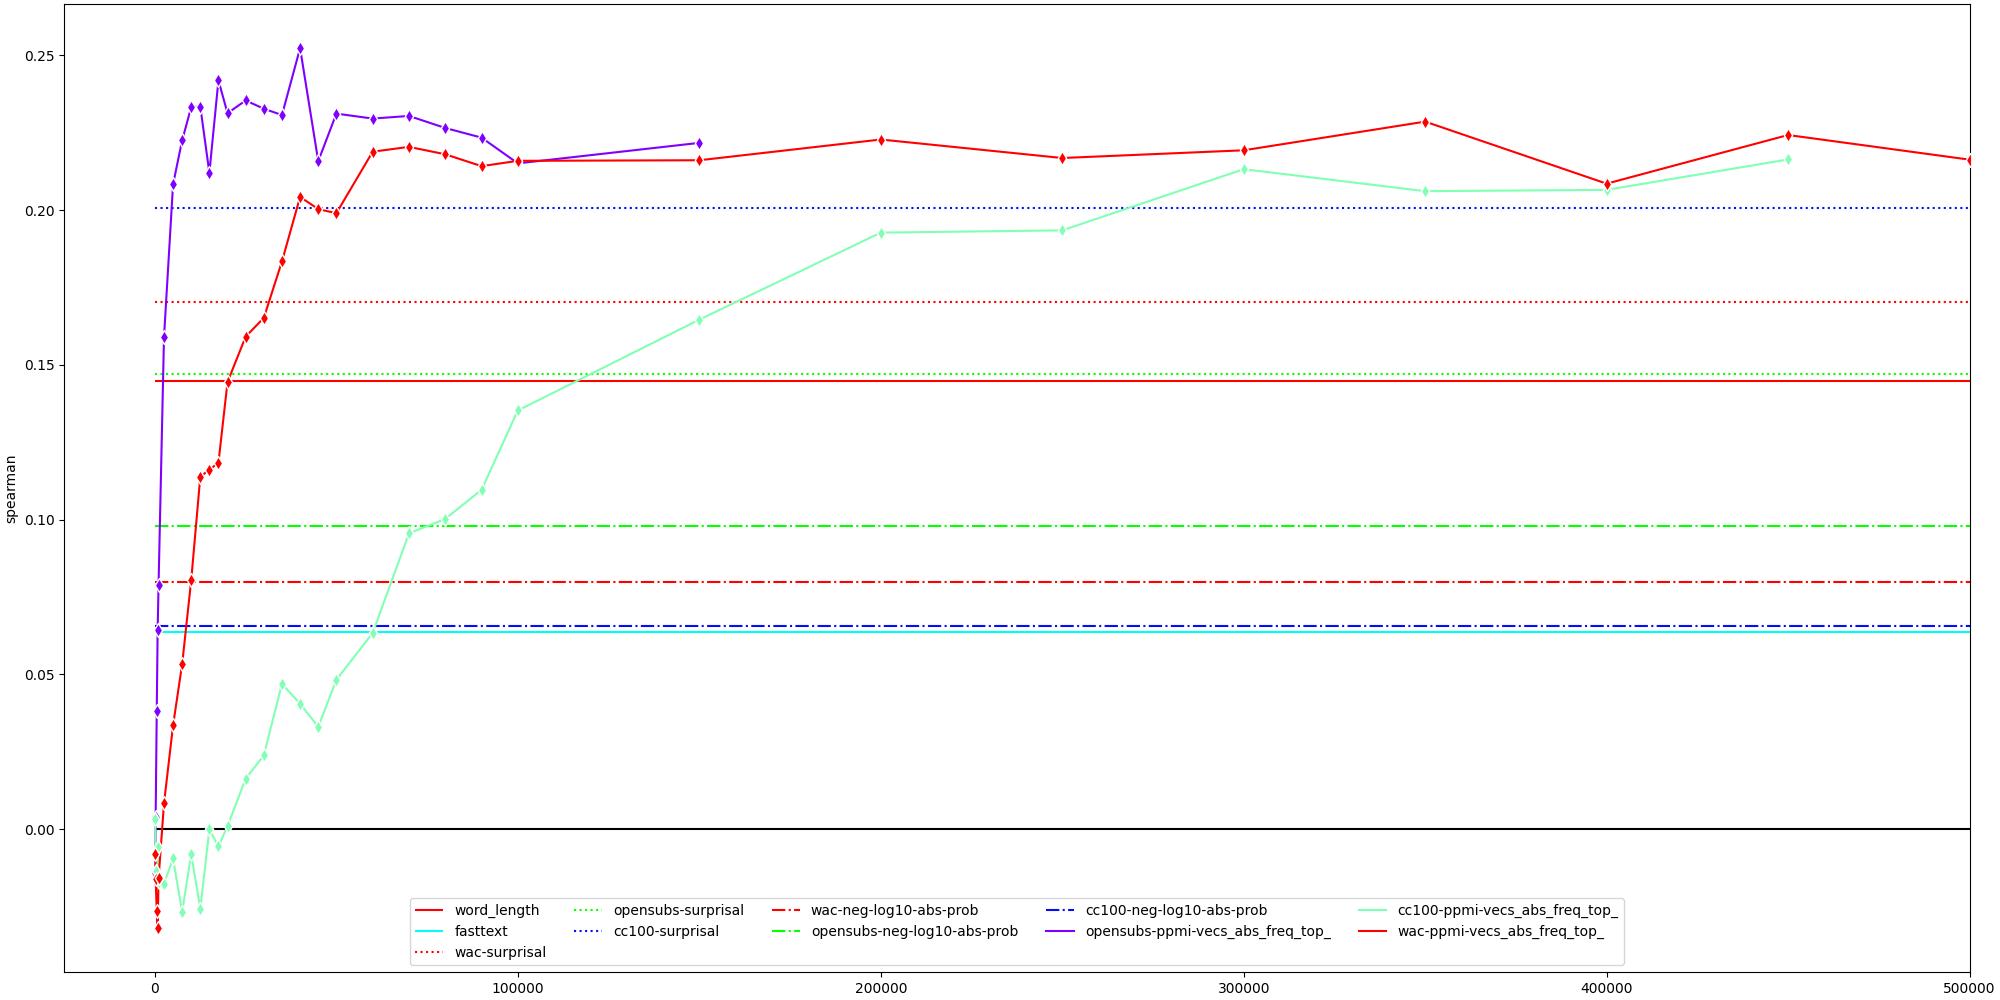 0.25
0.20
0.15
0.10
0.05
0.00
spearman
word_length
fasttext
wac-surprisal
opensubs-surprisal
cc100-surprisal
wac-neg-log10-abs-prob
opensubs-neg-log10-abs-prob
cc100-neg-log10-abs-prob
opensubs-ppmi-vecs_abs_freq_top_
cc100-ppmi-vecs_abs_freq_top_
wac-ppmi-vecs_abs_freq_top_
0 100000 200000 300000 400000 500000